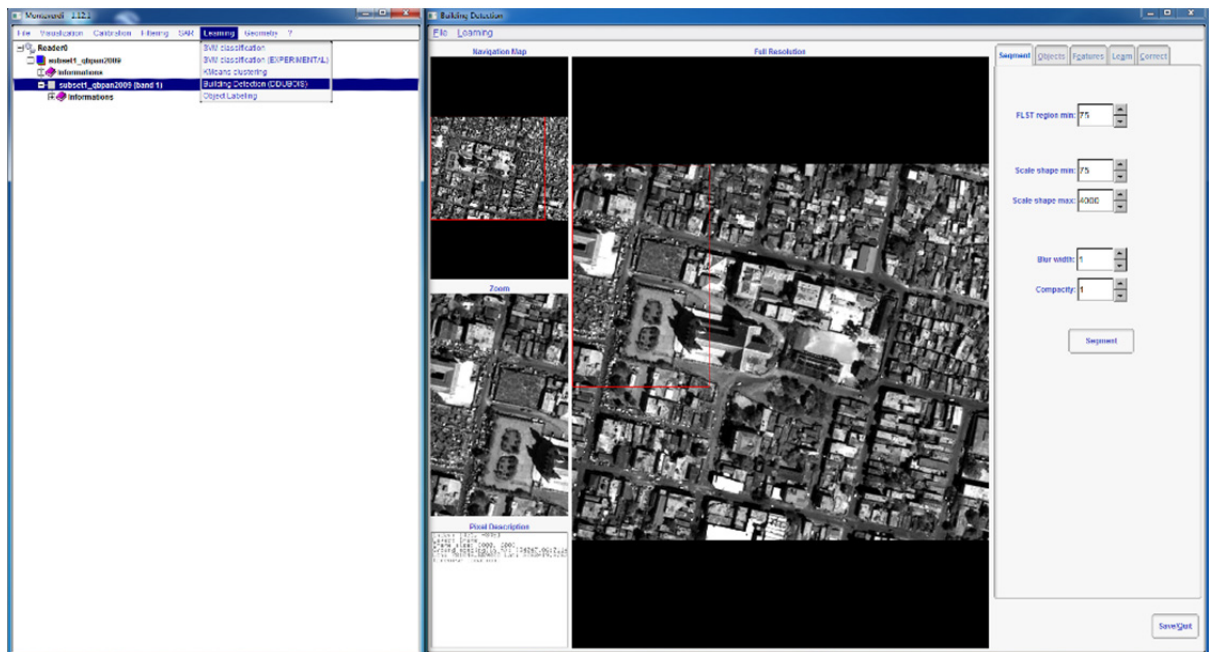 Monteverdi - 1.12.1
File Visualization Calibration Filtering SAR Learning Geometry ?
Reader0
subset1_qbpan2009
Informations
subset1_qbpan2009 (band 1)
Informations
SVM classification
SVM classification (EXPERIMENTAL)
KMeans clustering
Building Detection (DDUBOIS)
Object Labeling
Building Detection
File Learning
Navigation Map
Full Resolution
Zoom
Pixel Description
Segment Objects Features Learn Correct
FLST region min: 75
Scale shape min: 75
Scale shape max: 4000
Blur width: 1
Compacity: 1
Segment
Save/Quit